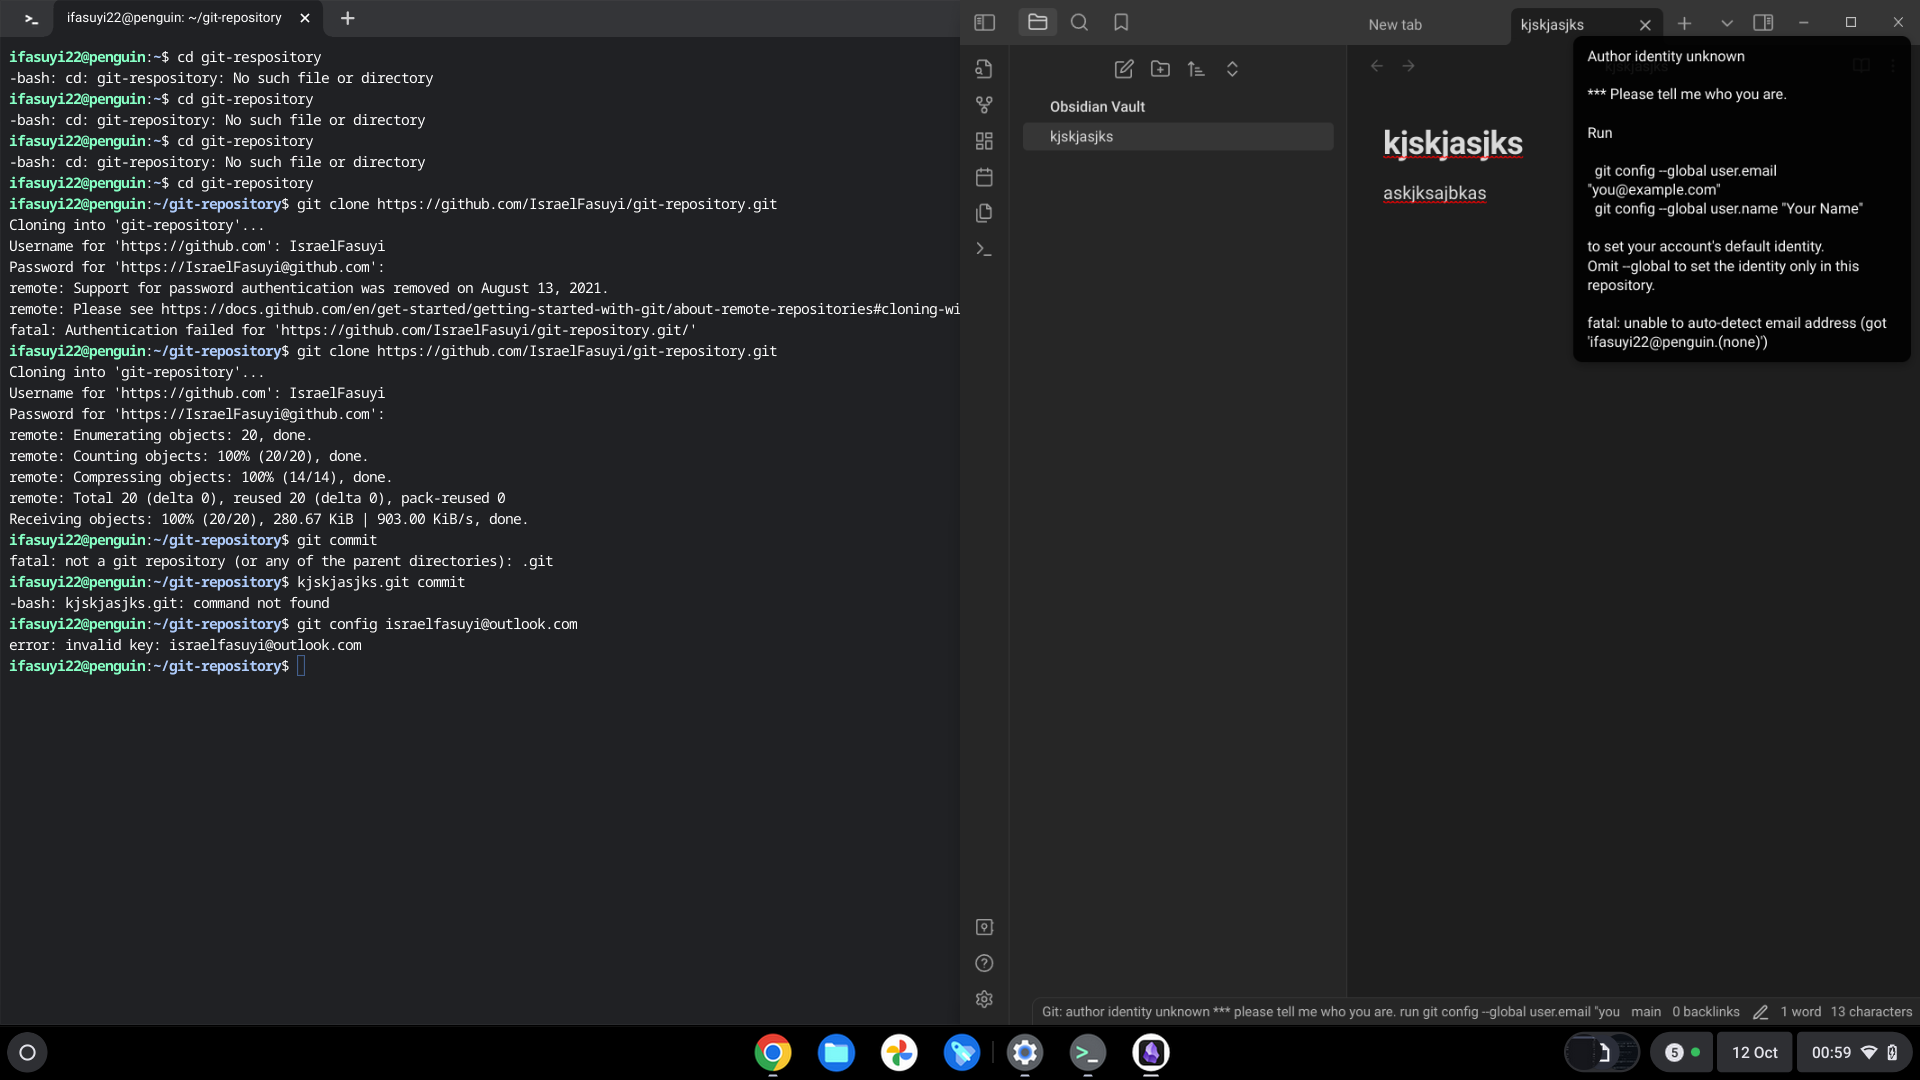 ifasuyi22@penguin: ~/git-repository
ifasuyi22@penguin:~$ cd git-respository
-bash: cd: git-respository: No such file or directory
ifasuyi22@penguin:~$ cd git-repository
-bash: cd: git-repository: No such file or directory
ifasuyi22@penguin:~$ cd git-repository
-bash: cd: git-repository: No such file or directory
ifasuyi22@penguin:~$ cd git-repository
ifasuyi22@penguin:~/git-repository$ git clone https://github.com/IsraelFasuyi/git-repository.git
Cloning into 'git-repository'...
Username for 'https://github.com': IsraelFasuyi
Password for 'https://IsraelFasuyi@github.com':
remote: Support for password authentication was removed on August 13, 2021.
remote: Please see https://docs.github.com/en/get-started/getting-started-with-git/about-remote-repositories#cloning-wi
fatal: Authentication failed for 'https://github.com/IsraelFasuyi/git-repository.git/'
ifasuyi22@penguin:~/git-repository$ git clone https://github.com/IsraelFasuyi/git-repository.git
Cloning into 'git-repository'...
Username for 'https://github.com': IsraelFasuyi
Password for 'https://IsraelFasuyi@github.com':
remote: Enumerating objects: 20, done.
remote: Counting objects: 100% (20/20), done.
remote: Compressing objects: 100% (14/14), done.
remote: Total 20 (delta 0), reused 20 (delta 0), pack-reused 0
Receiving objects: 100% (20/20), 280.67 KiB | 903.00 KiB/s, done.
ifasuyi22@penguin:~/git-repository$ git commit
fatal: not a git repository (or any of the parent directories): .git
ifasuyi22@penguin:~/git-repository$ kjskjasjks.git commit
-bash: kjskjasjks.git: command not found
ifasuyi22@penguin:~/git-repository$ git config israelfasuyi@outlook.com
error: invalid key: israelfasuyi@outlook.com
ifasuyi22@penguin:~/git-repository$
New tab
kjskjasjks
Obsidian Vault
kjskjasjks
kjskjasjks
askjksajbkas
kjskjasjks
Author identity unknown
*** Please tell me who you are.
Run
git config --global user.email
"you@example.com"
git config --global user.name "Your Name"
to set your account's default identity.
Omit --global to set the identity only in this
repository.
fatal: unable to auto-detect email address (got
'ifasuyi22@penguin.(none)')
Git: author identity unknown *** please tell me who you are. run git config --global user.email "you
main
0 backlinks
1 word
13 characters
5
12 Oct
00:59